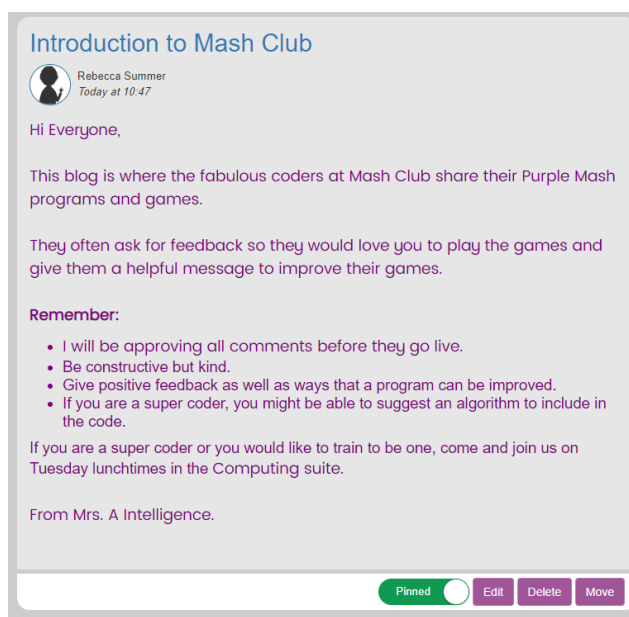 Introduction to Mash Club
Rebecca Summer
Today at 10:47
Hi Everyone,
This blog is where the fabulous coders at Mash Club share their Purple Mash
programs and games.
They often ask for feedback so they would love you to play the games and
give them a helpful message to improve their games.
Remember:
• I will be approving all comments before they go live.
• Be constructive but kind.
• Give positive feedback as well as ways that a program can be improved.
• If you are a super coder, you might be able to suggest an algorithm to include in
the code.
If you are a super coder or you would like to train to be one, come and join us on
Tuesday lunchtimes in the Computing suite.
From Mrs. A Intelligence.
Pinned Edit Delete Move